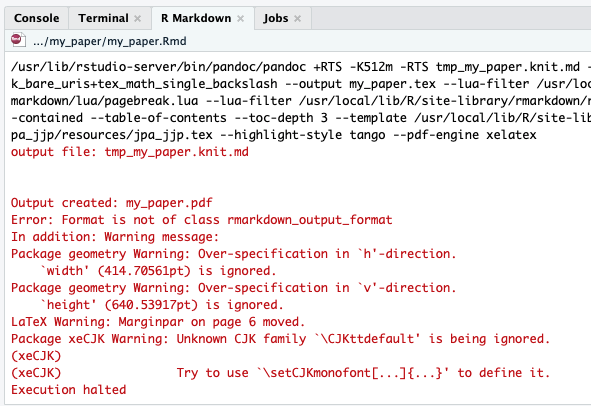 Console Terminal × R Markdown × Jobs ×
.../my_paper/my_paper.Rmd
/usr/lib/rstudio-server/bin/pandoc/pandoc +RTS -K512m -RTS tmp_my_paper.knit.md -
k_bare_uris+tex_math_single_backslash --output my_paper.tex --lua-filter /usr/loc
markdown/lua/pagebreak.lua --lua-filter /usr/local/lib/R/site-library/rmarkdown/r
-contained --table-of-contents --toc-depth 3 --template /usr/local/lib/R/site-lib
pa_jjp/resources/jpa_jjp.tex --highlight-style tango --pdf-engine xelatex
output file: tmp_my_paper.knit.md
Output created: my_paper.pdf
Error: Format is not of class rmarkdown_output_format
In addition: Warning message:
Package geometry Warning: Over-specification in `h'-direction.
`width' (414.70561pt) is ignored.
Package geometry Warning: Over-specification in `v'-direction.
`height' (640.53917pt) is ignored.
LaTeX Warning: Marginpar on page 6 moved.
Package xeCJK Warning: Unknown CJK family `\CJKttdefault' is being ignored.
(xeCJK)
(xeCJK) Try to use `\setCJKmonofont[...]{...}' to define it.
Execution halted